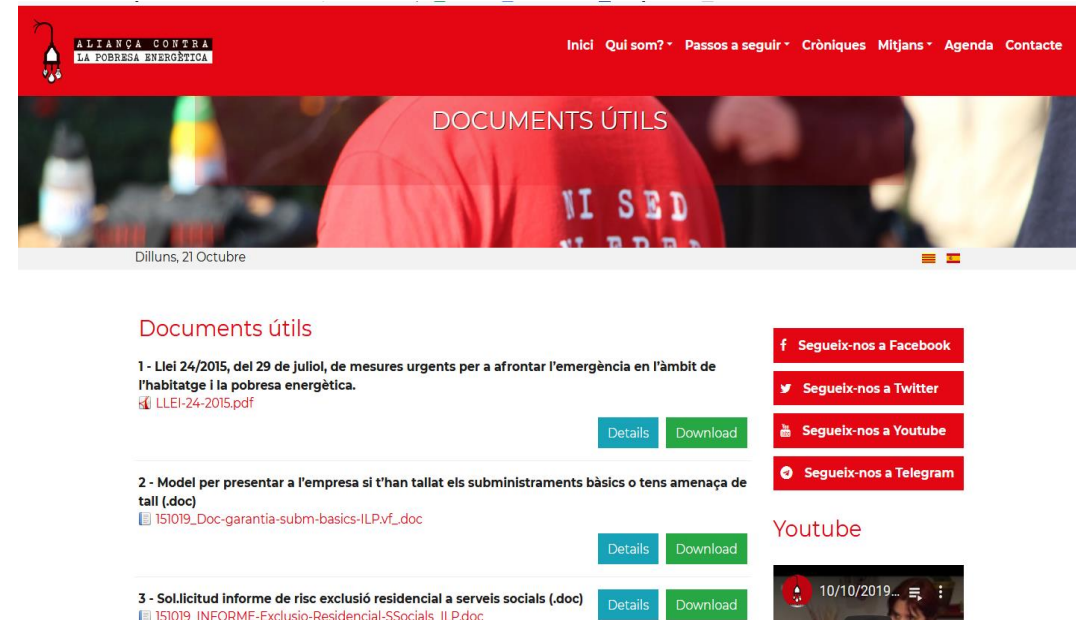 ALIANÇA CONTRA
LA POBRESA ENERGÈTICA
Inici Qui som? Passos a seguir Cròniques Mitjans Agenda Contacte
DOCUMENTS ÚTILS
NI SED
Dilluns, 21 Octubre
Documents útils
1 - Llei 24/2015, del 29 de juliol, de mesures urgents per a afrontar l'emergència en l'àmbit de
l'habitatge i la pobresa energètica.
LLEI-24-2015.pdf
Details Download
2 - Model per presentar a l'empresa si t'han tallat els subministraments bàsics o tens amenaça de
tall (.doc)
151019_Doc-garantia-subm-basics-ILP.vf_.doc
Details Download
3 - Sol.licitud informe de risc exclusió residencial a serveis socials (.doc)
151019_INFORME-Exclusio-Residencial-SSocials_ILP.doc
Details Download
Segueix-nos a Facebook
Segueix-nos a Twitter
Segueix-nos a Youtube
Segueix-nos a Telegram
Youtube
10/10/2019...